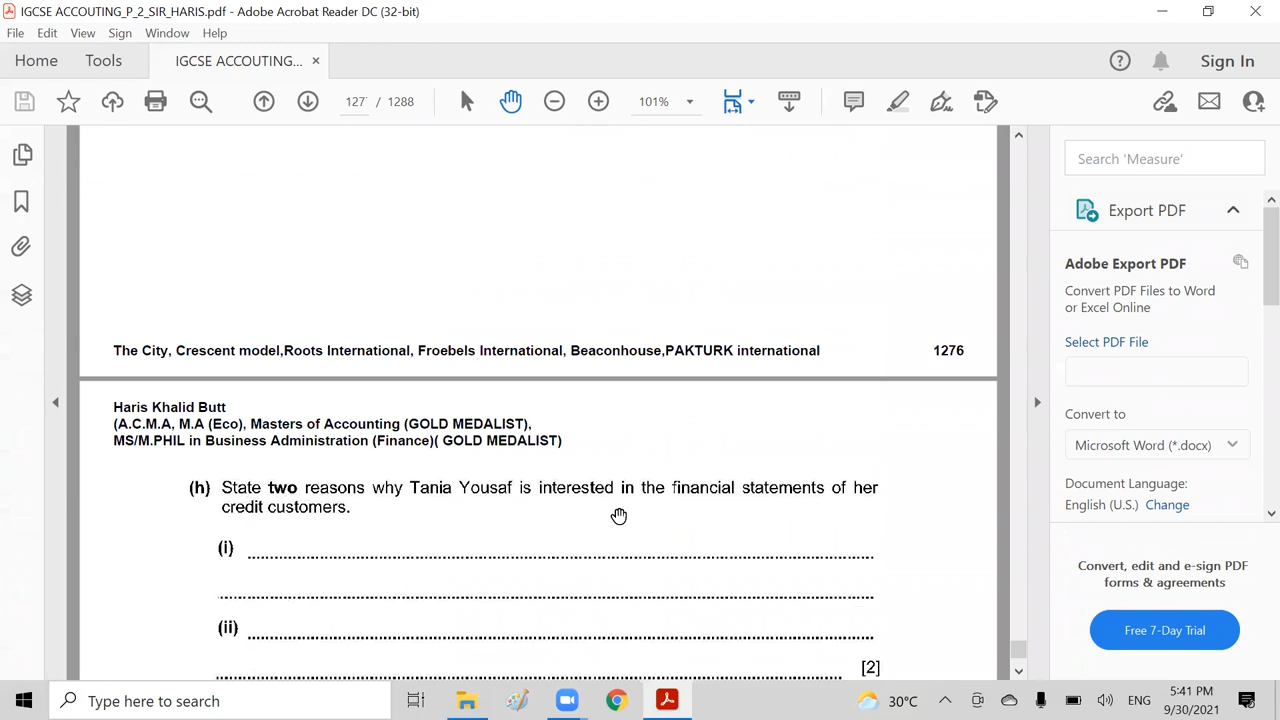 IGCSE ACCOUTING_P_2_SIR_HARIS.pdf - Adobe Acrobat Reader DC (32-bit)
File Edit View Sign Window Help
Home Tools IGCSE ACCOUTING... × Sign In
127 / 1288 101%
The City, Crescent model,Roots International, Froebels International, Beaconhouse,PAKTURK international 1276
Haris Khalid Butt
(A.C.M.A, M.A (Eco), Masters of Accounting (GOLD MEDALIST),
MS/M.PHIL in Business Administration (Finance)( GOLD MEDALIST)
(h) State two reasons why Tania Yousaf is interested in the financial statements of her
credit customers.
(i)
(ii)
[2]
Search 'Measure'
Export PDF
Adobe Export PDF
Convert PDF Files to Word
or Excel Online
Select PDF File
Convert to
Microsoft Word (*.docx)
Document Language:
English (U.S.) Change
Convert, edit and e-sign PDF
forms & agreements
Free 7-Day Trial
Type here to search
30°C ENG 5:41 PM
9/30/2021